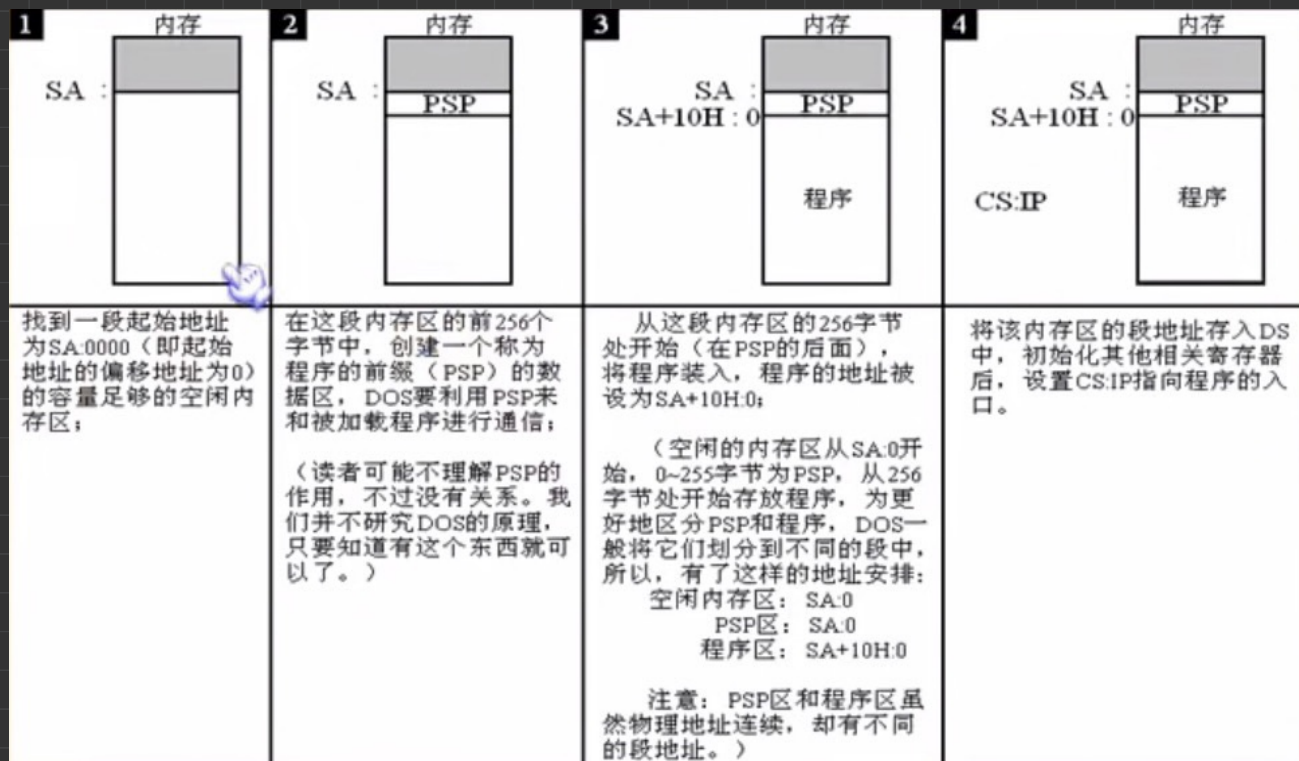 1
内存
SA :
找到一段起始地址
为SA:0000（即起始
地址的偏移地址为0）
的容量足够的空闲内
存区；
2
内存
SA :
PSP
在这段内存区的前256个
字节中，创建一个称为
程序的前缀（PSP）的数
据区，DOS要利用PSP来
和被加载程序进行通信；
（读者可能不理解PSP的
作用，不过没有关系。我
们并不研究DOS的原理，
只要知道有这个东西就可
以了。）
3
内存
SA :
PSP
SA+10H : 0
程序
从这段内存区的256字节
处开始（在PSP的后面），
将程序装入，程序的地址被
设为SA+10H:0；
（空闲的内存区从SA:0开
始，0~255字节为PSP，从256
字节处开始存放程序，为更
好地区分PSP和程序，DOS一
般将它们划分到不同的段中，
所以，有了这样的地址安排：
空闲内存区： SA:0
PSP区： SA:0
程序区： SA+10H:0
注意： PSP区和程序区虽
然物理地址连续，却有不同
的段地址。）
4
内存
SA :
PSP
SA+10H : 0
CS:IP
程序
将该内存区的段地址存入DS
中，初始化其他相关寄存器
后，设置CS:IP指向程序的入
口。